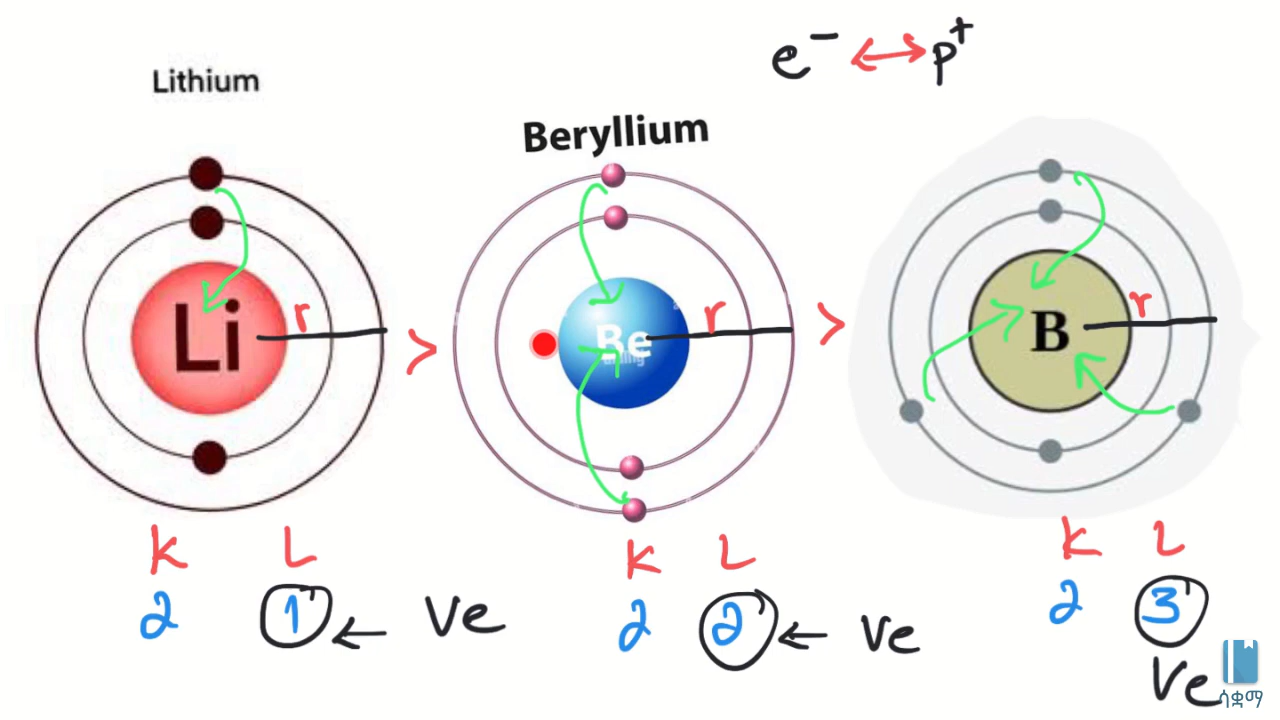 e⁻ ↔ p⁺
Lithium
Beryllium
Li r > Be r > B r
K L K L K L
2 1 ← Ve 2 2 ← Ve 2 3
Ve
ሳቋማ